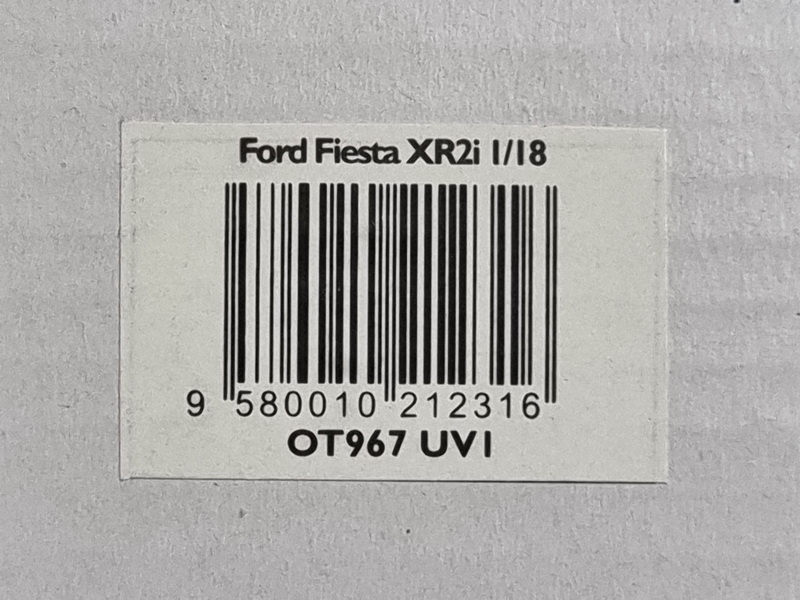 Ford Fiesta XR2i 1/18
9 580010 212316
OT967 UV1